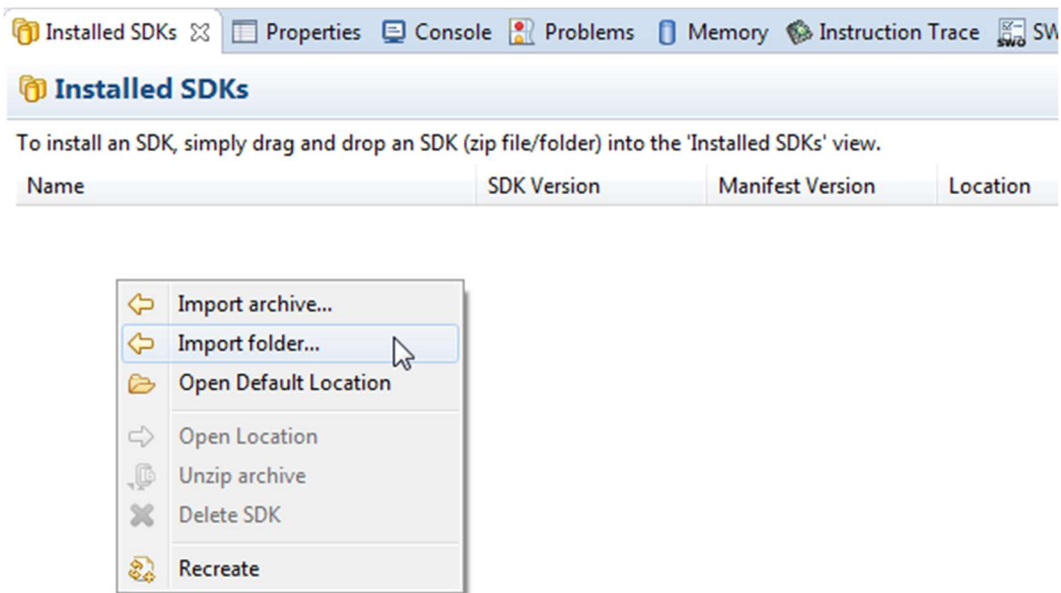 Installed SDKs Properties Console Problems Memory Instruction Trace SW
SWO
Installed SDKs
To install an SDK, simply drag and drop an SDK (zip file/folder) into the 'Installed SDKs' view.
Name SDK Version Manifest Version Location
Import archive...
Import folder...
Open Default Location
Open Location
Unzip archive
Delete SDK
Recreate